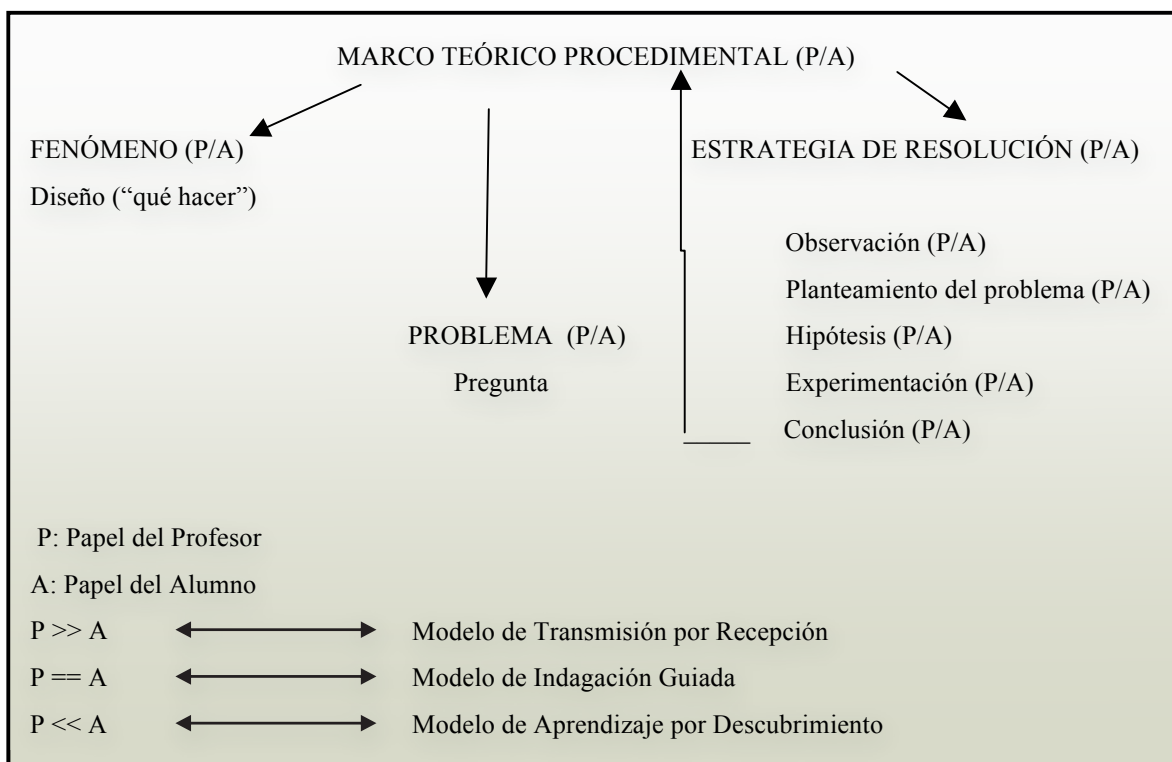 MARCO TEÓRICO PROCEDIMENTAL (P/A)
FENÓMENO (P/A)
Diseño (“qué hacer”)
PROBLEMA (P/A)
Pregunta
ESTRATEGIA DE RESOLUCIÓN (P/A)
Observación (P/A)
Planteamiento del problema (P/A)
Hipótesis (P/A)
Experimentación (P/A)
Conclusión (P/A)
P: Papel del Profesor
A: Papel del Alumno
P >> A Modelo de Transmisión por Recepción
P == A Modelo de Indagación Guiada
P << A Modelo de Aprendizaje por Descubrimiento